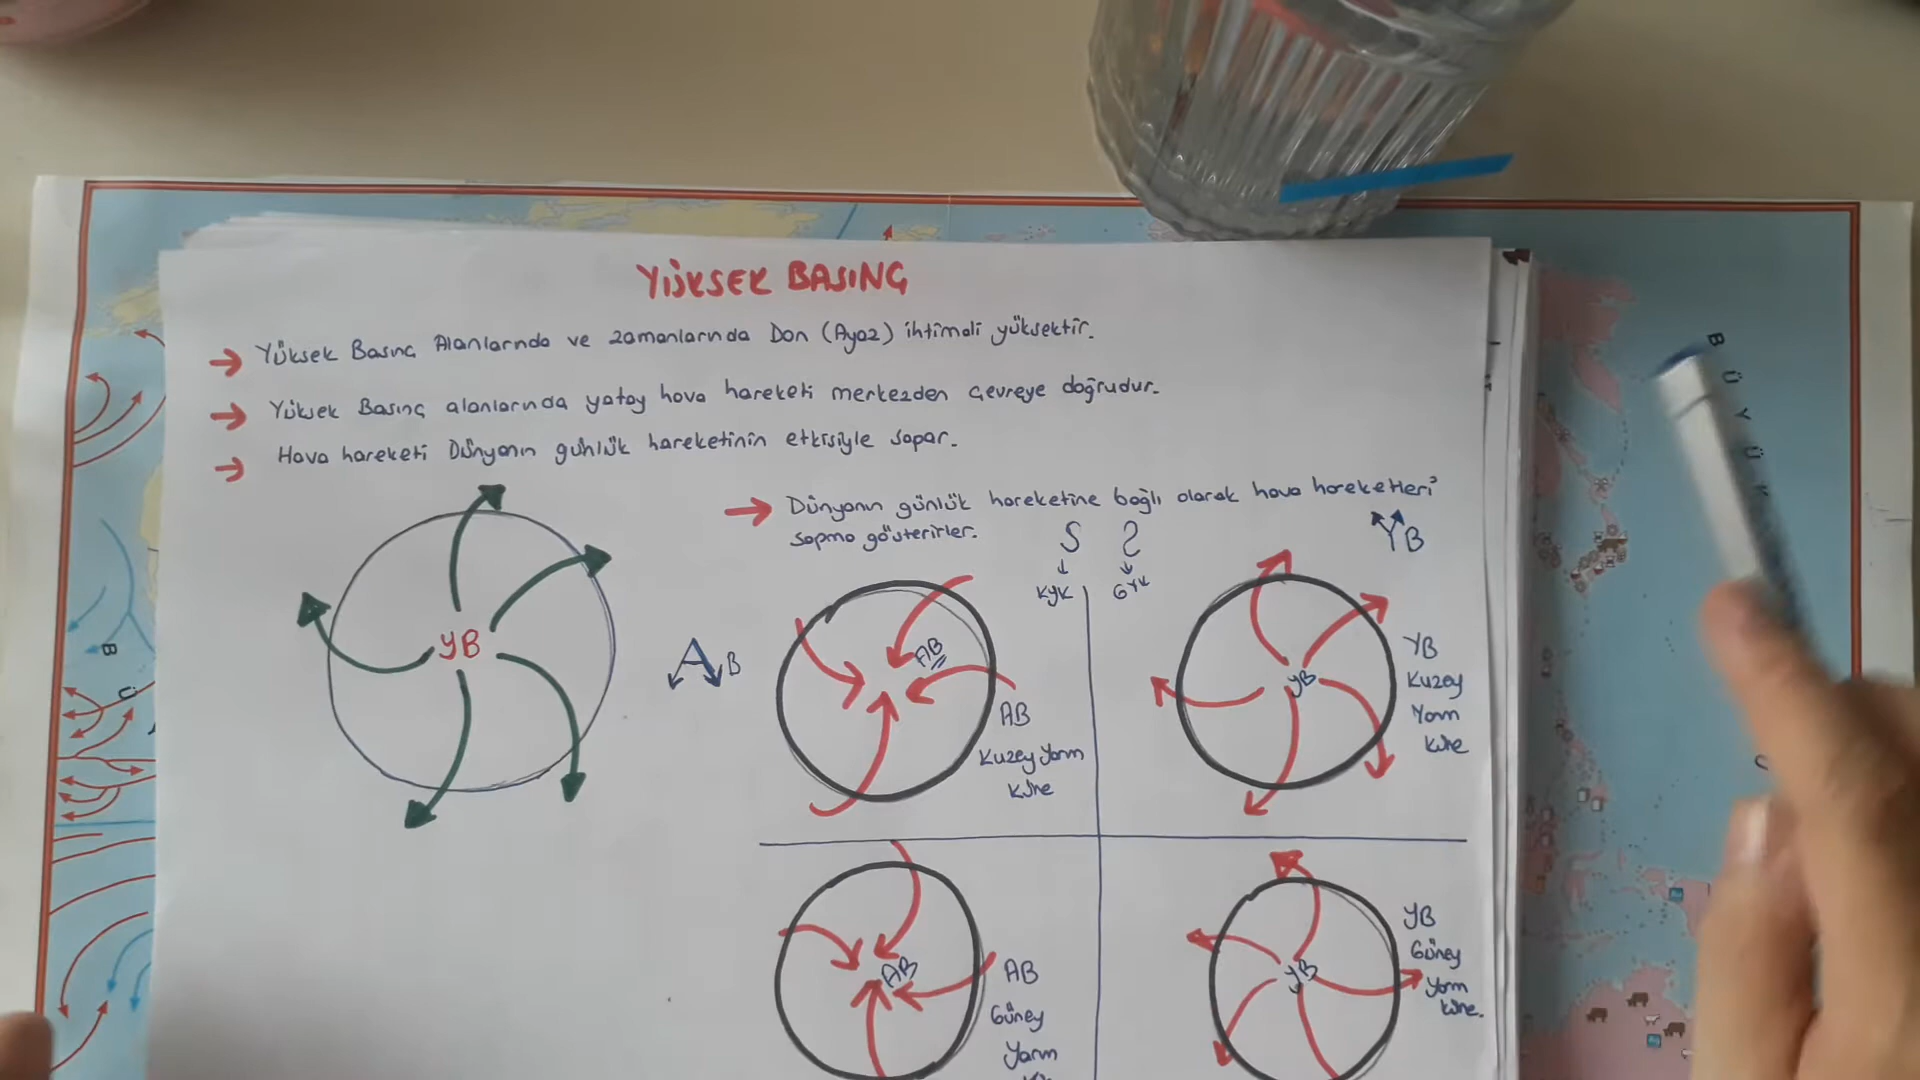 YÜKSEK BASINÇ
→ Yüksek Basınç Alanlarında ve zamanlarında Don (Ayaz) ihtimali yüksektir.
→ Yüksek Basınç alanlarında yatay hava hareketi merkezden çevreye doğrudur.
→ Hava hareketi Dünyanın günlük hareketinin etkisiyle sapar.
→ Dünyanın günlük hareketine bağlı olarak hava hareketleri
sapma gösterirler.
S
KYK
GYK
YB
YB
AB
AB
AB
Kuzey Yarım
Küre
YB
YB
Kuzey
Yarım
Küre
AB
AB
Güney
Yarım
YB
YB
Güney
Yarım
Küre.
B
Ü
B
Ü
Y
Ü
K